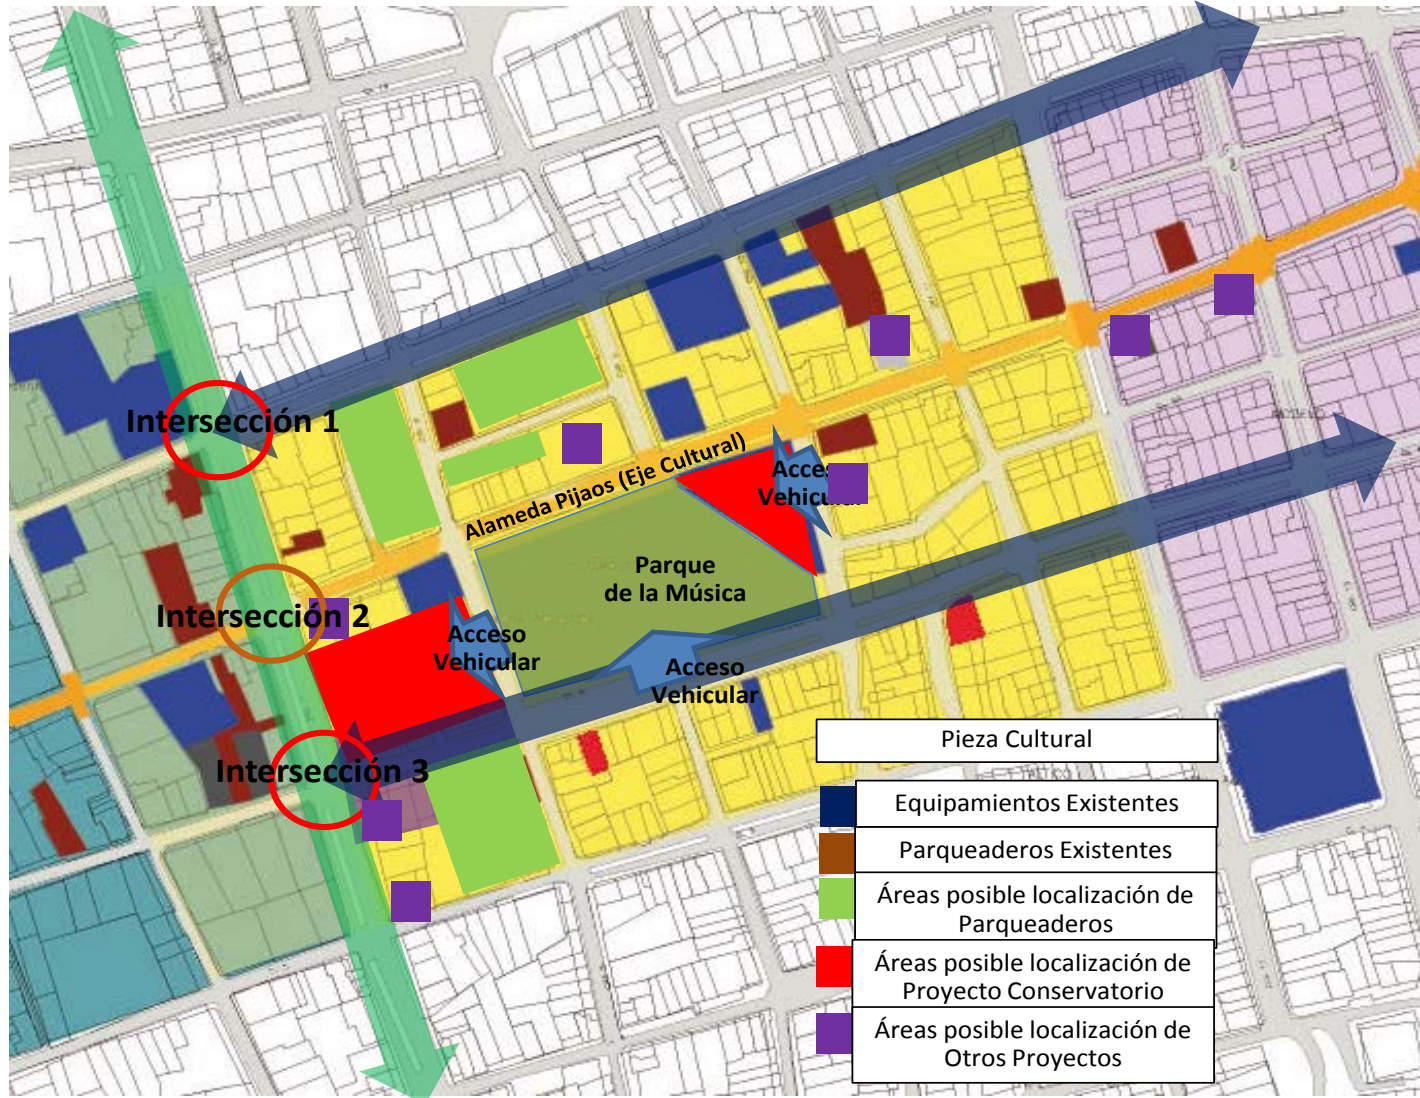 Intersección 1
Alameda Pijaos (Eje Cultural)
Acceso
Vehicular
Parque
de la Música
Intersección 2
Acceso
Vehicular
Acceso
Vehicular
Intersección 3
Pieza Cultural
Equipamientos Existentes
Parqueaderos Existentes
Áreas posible localización de
Parqueaderos
Áreas posible localización de
Proyecto Conservatorio
Áreas posible localización de
Otros Proyectos